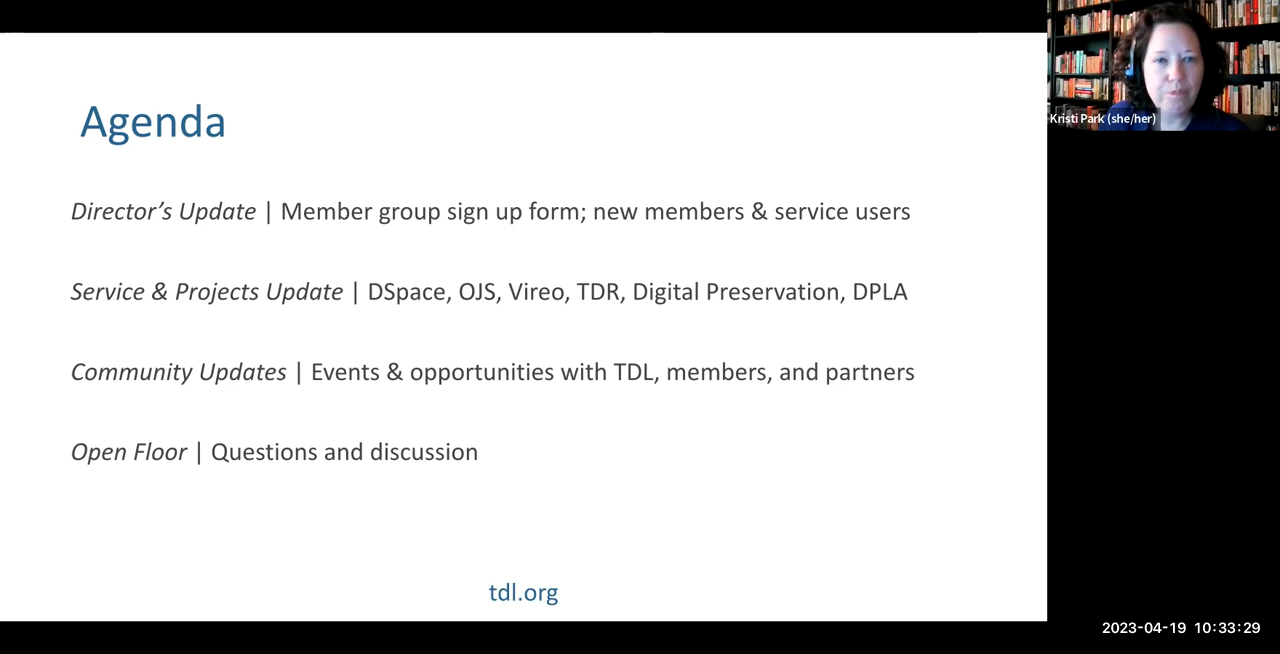 Agenda
Director’s Update | Member group sign up form; new members & service users
Service & Projects Update | DSpace, OJS, Vireo, TDR, Digital Preservation, DPLA
Community Updates | Events & opportunities with TDL, members, and partners
Open Floor | Questions and discussion
tdl.org
Kristi Park (she/her)
2023-04-19 10:33:29